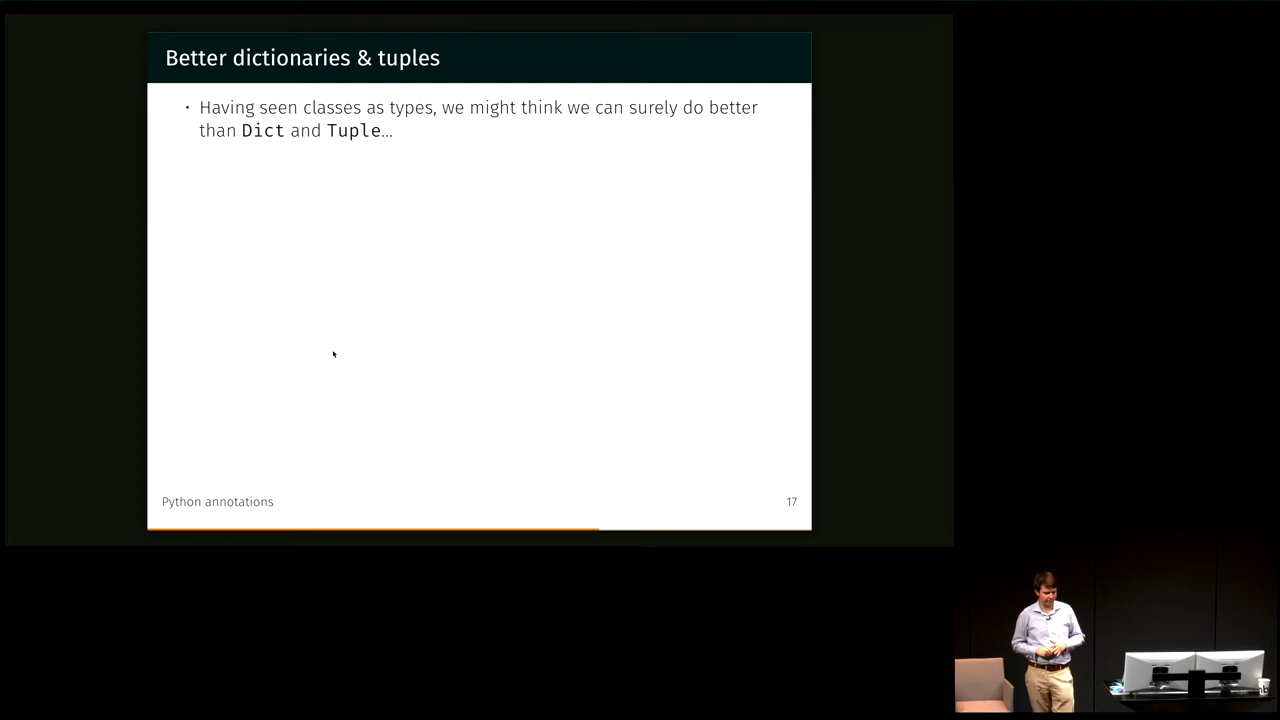 Better dictionaries & tuples
• Having seen classes as types, we might think we can surely do better
than Dict and Tuple…
Python annotations
17